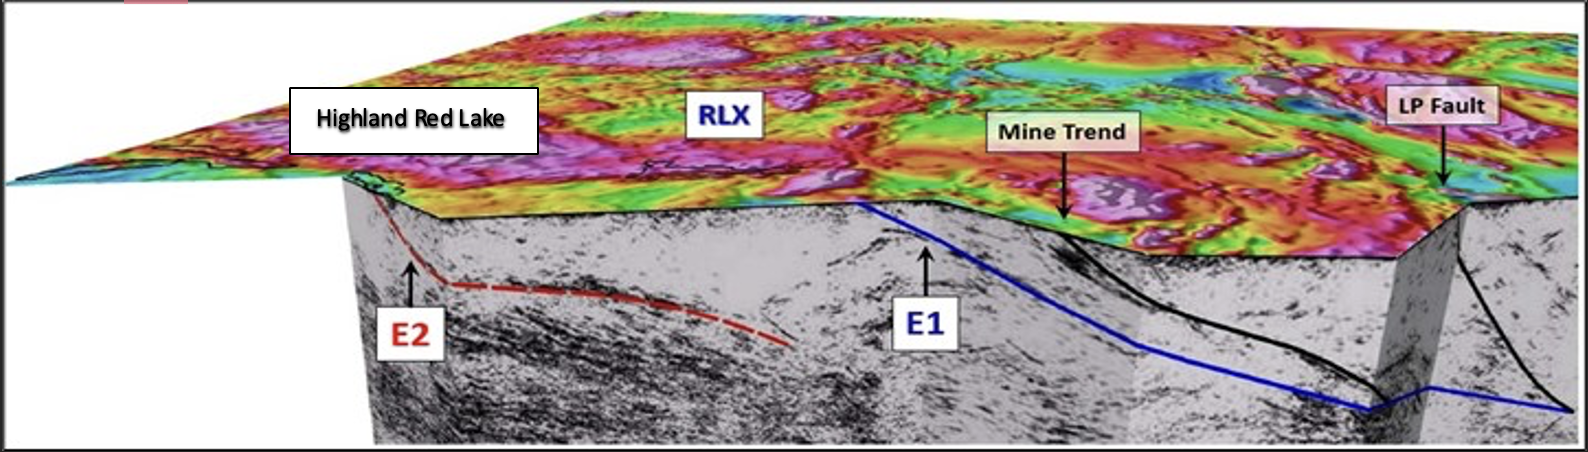 Highland Red Lake
RLX
Mine Trend
LP Fault
E2
E1